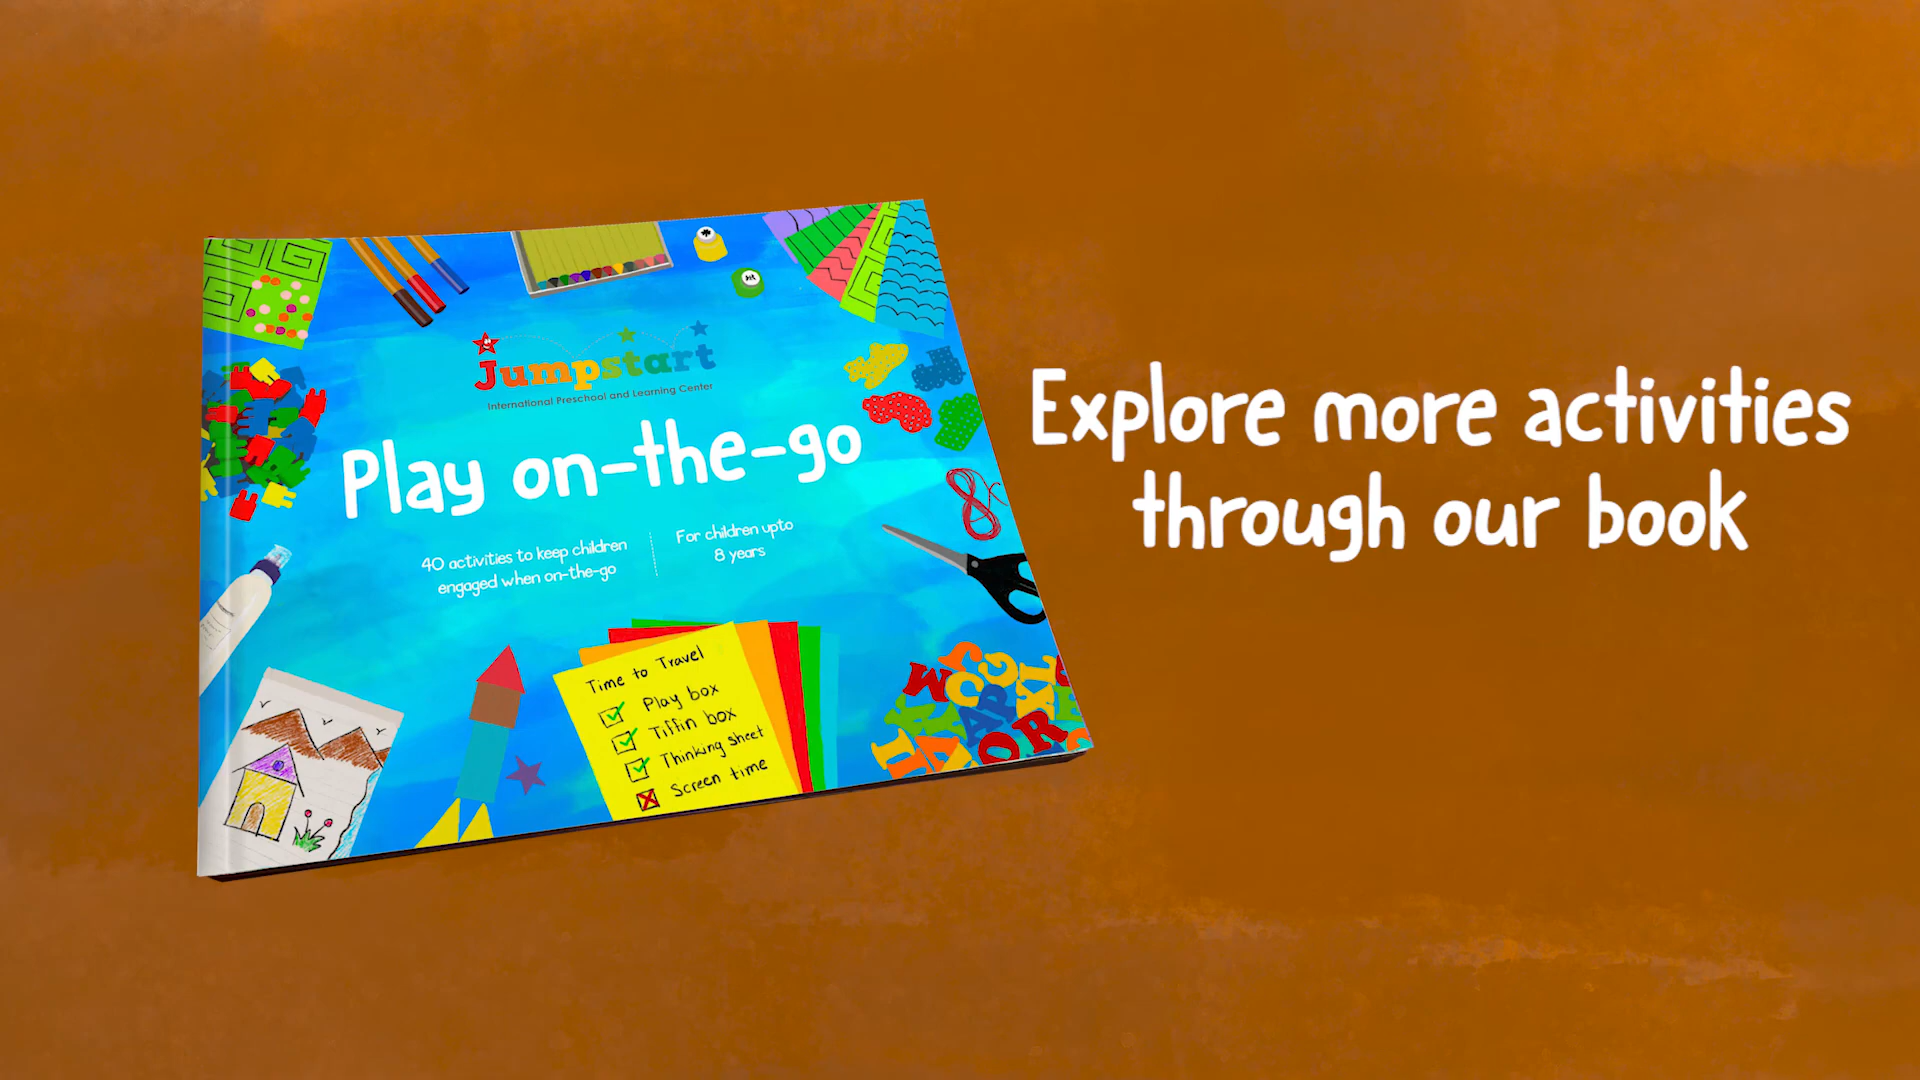 Jumpstart
International Preschool and Learning Center
Play on-the-go
40 activities to keep children
engaged when on-the-go
For children upto
8 years
Time to Travel
Play box
Tiffin box
Thinking sheet
Screen time
Explore more activities
through our book